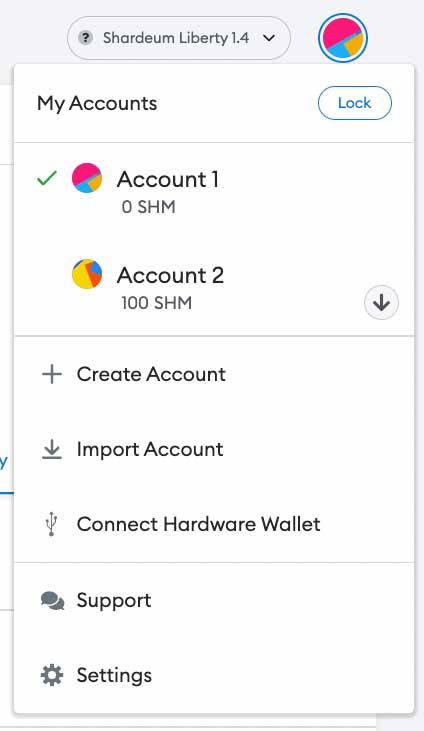 Shardeum Liberty 1.4
My Accounts
Lock
Account 1
0 SHM
Account 2
100 SHM
Create Account
Import Account
y
Connect Hardware Wallet
Support
Settings